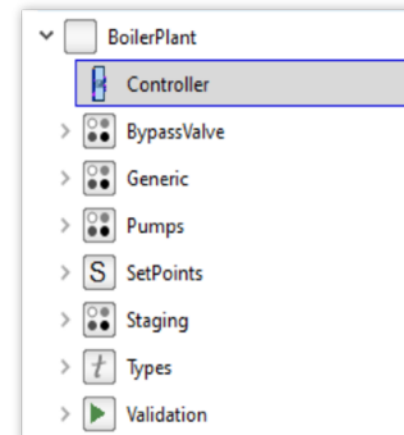 BoilerPlant
Controller
BypassValve
Generic
Pumps
S SetPoints
Staging
t Types
Validation